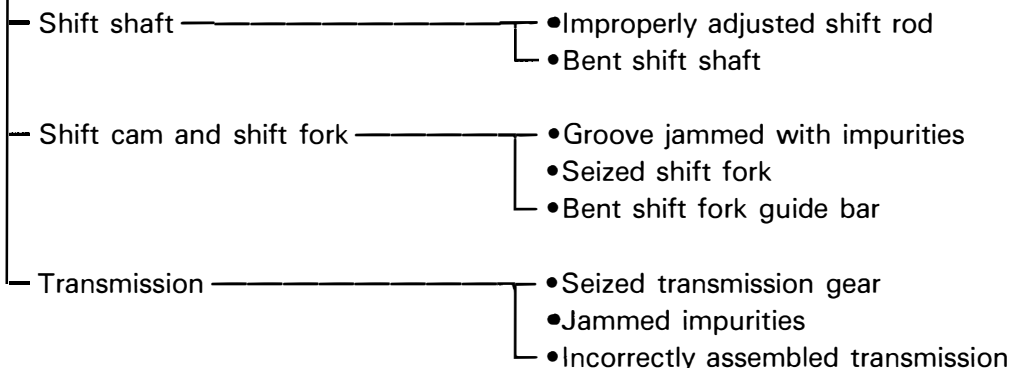 Shift shaft •Improperly adjusted shift rod
•Bent shift shaft
Shift cam and shift fork •Groove jammed with impurities
•Seized shift fork
•Bent shift fork guide bar
Transmission •Seized transmission gear
•Jammed impurities
•Incorrectly assembled transmission